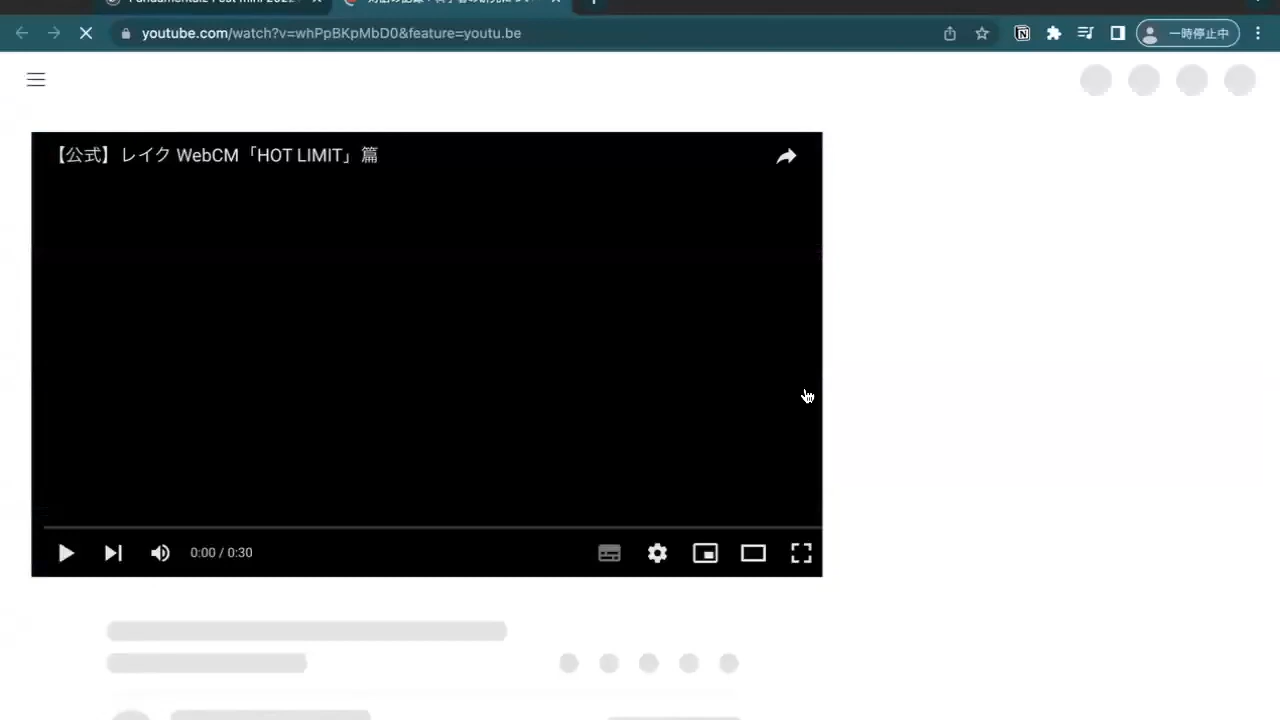 youtube.com/watch?v=whPpBKpMbD0&feature=youtu.be
一時停止中
【公式】レイク WebCM「HOT LIMIT」篇
0:00 / 0:30